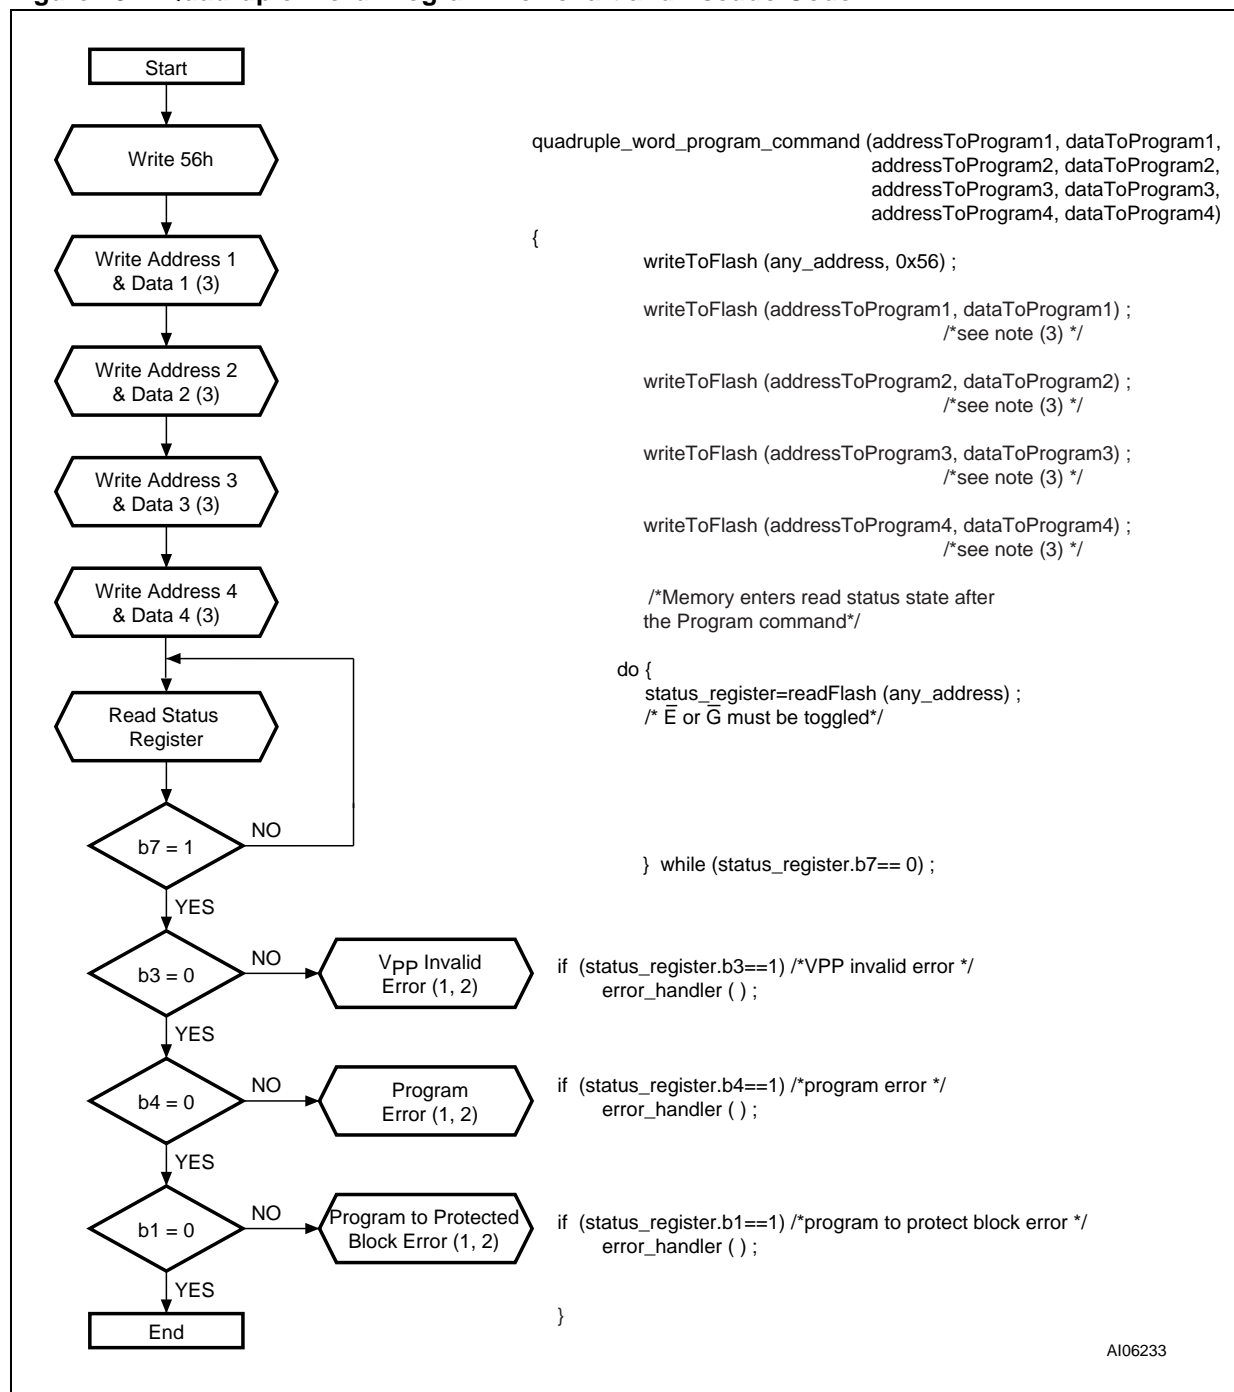 Start
Write 56h
Write Address 1
& Data 1 (3)
Write Address 2
& Data 2 (3)
Write Address 3
& Data 3 (3)
Write Address 4
& Data 4 (3)
Read Status
Register
b7 = 1
NO
YES
b3 = 0
NO
VPP Invalid
Error (1, 2)
YES
b4 = 0
NO
Program
Error (1, 2)
YES
b1 = 0
NO
Program to Protected
Block Error (1, 2)
YES
End
quadruple_word_program_command (addressToProgram1, dataToProgram1,
addressToProgram2, dataToProgram2,
addressToProgram3, dataToProgram3,
addressToProgram4, dataToProgram4)
{
writeToFlash (any_address, 0x56) ;
writeToFlash (addressToProgram1, dataToProgram1) ;
/*see note (3) */
writeToFlash (addressToProgram2, dataToProgram2) ;
/*see note (3) */
writeToFlash (addressToProgram3, dataToProgram3) ;
/*see note (3) */
writeToFlash (addressToProgram4, dataToProgram4) ;
/*see note (3) */
/*Memory enters read status state after
the Program command*/
do {
status_register=readFlash (any_address) ;
/* E̅ or G̅ must be toggled*/
} while (status_register.b7== 0) ;
if (status_register.b3==1) /*VPP invalid error */
error_handler ( ) ;
if (status_register.b4==1) /*program error */
error_handler ( ) ;
if (status_register.b1==1) /*program to protect block error */
error_handler ( ) ;
}
AI06233